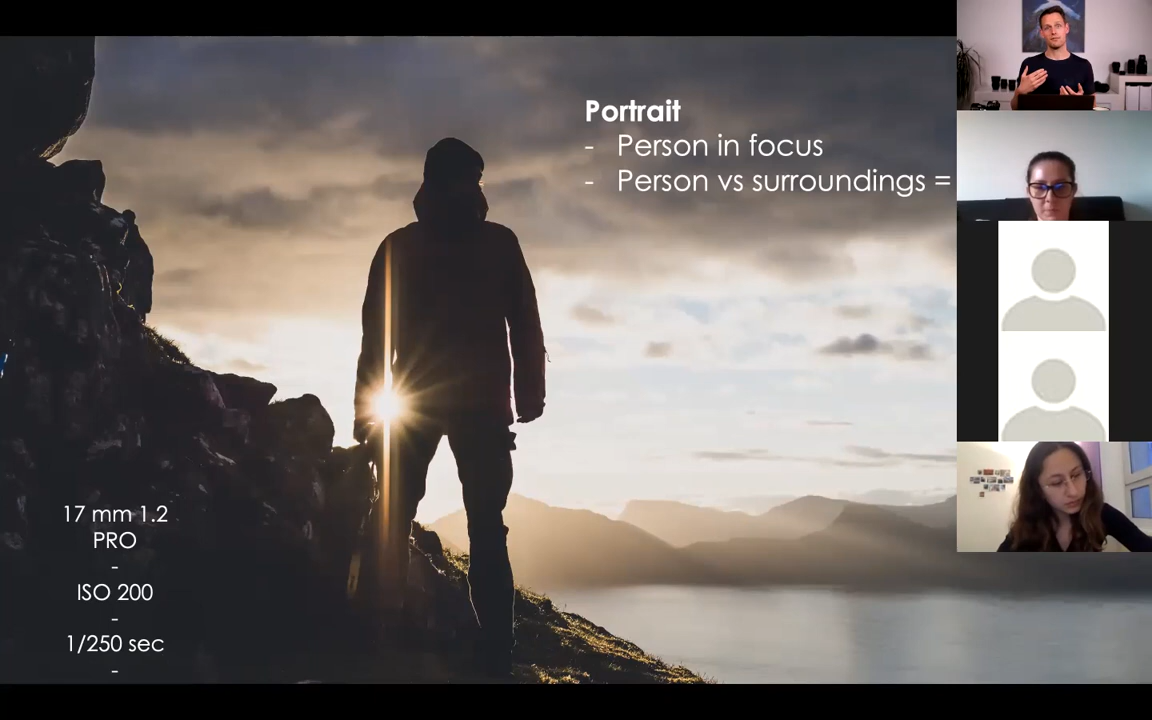 Portrait
- Person in focus
- Person vs surroundings =
17 mm 1.2
PRO
-
ISO 200
-
1/250 sec
-